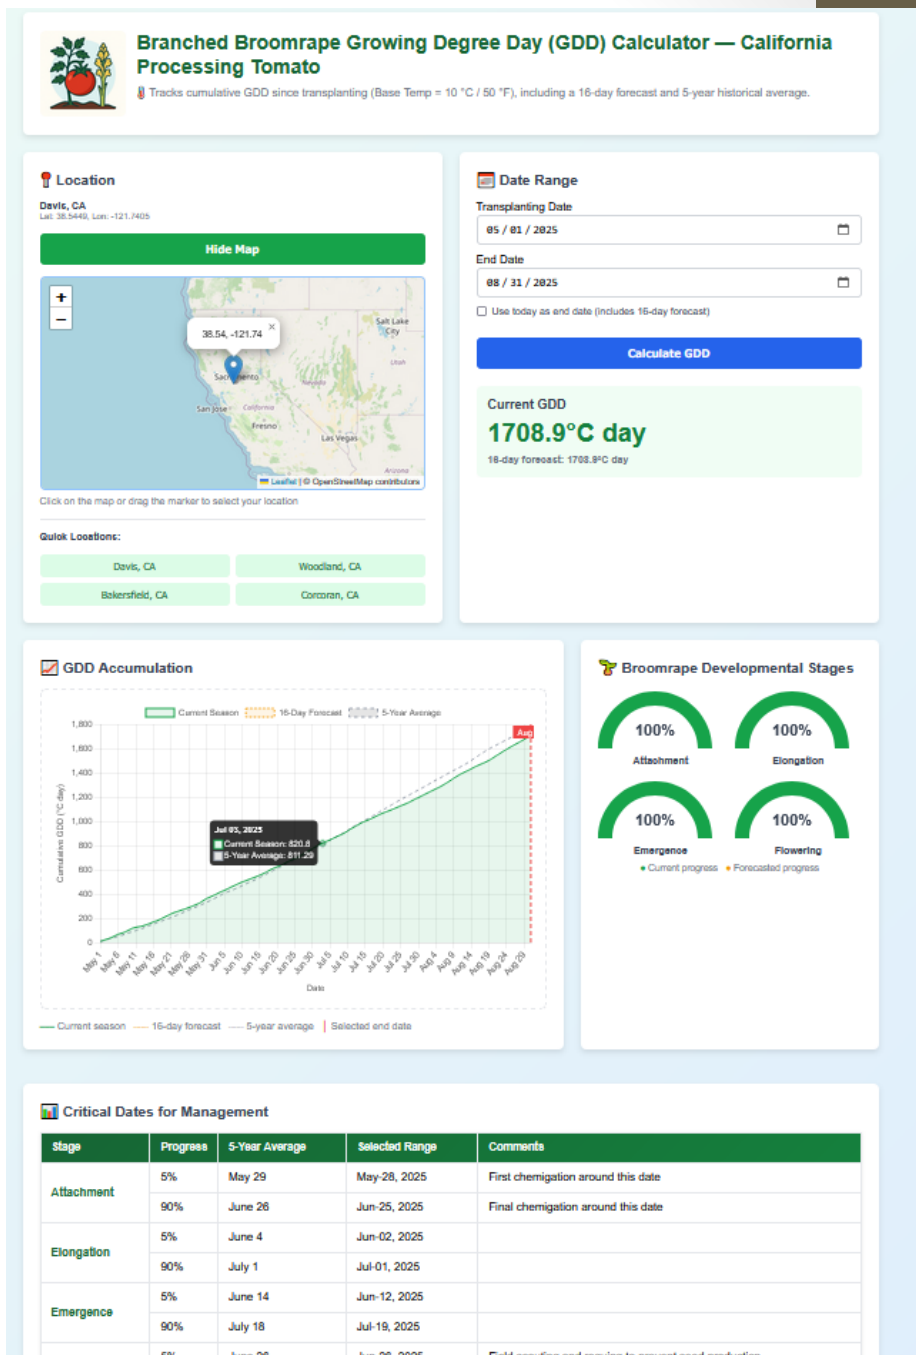 Branched Broomrape Growing Degree Day (GDD) Calculator — California
Processing Tomato
Tracks cumulative GDD since transplanting (Base Temp = 10 °C / 50 °F), including a 16-day forecast and 5-year historical average.
Location
Davis, CA
Lat: 38.5449, Lon: -121.7405
Hide Map
+
−
38.54, -121.74
×
Salt Lake
City
Utah
Nevada
Sacramento
San Jose
California
Fresno
Las Vegas
Arizona
Leaflet | © OpenStreetMap contributors
Click on the map or drag the marker to select your location
Quick Locations:
Davis, CA
Woodland, CA
Bakersfield, CA
Corcoran, CA
Date Range
Transplanting Date
05 / 01 / 2025
End Date
08 / 31 / 2025
Use today as end date (includes 16-day forecast)
Calculate GDD
Current GDD
1708.9°C day
16-day forecast: 1708.9°C day
GDD Accumulation
Current Season
16-Day Forecast
5-Year Average
1,800
1,600
1,400
1,200
1,000
800
600
400
200
0
Cumulative GDD (°C day)
Aug
Jul 03, 2025
Current Season: 820.8
5-Year Average: 811.29
May 1
May 6
May 11
May 16
May 21
May 26
May 31
Jun 5
Jun 10
Jun 15
Jun 20
Jun 25
Jun 30
Jul 5
Jul 10
Jul 15
Jul 20
Jul 25
Jul 30
Aug 4
Aug 9
Aug 14
Aug 19
Aug 24
Aug 29
Date
Current season
16-day forecast
5-year average
Selected end date
Broomrape Developmental Stages
100%
Attachment
100%
Elongation
100%
Emergence
100%
Flowering
Current progress
Forecasted progress
Critical Dates for Management
Stage Progress 5-Year Average Selected Range Comments
Attachment
5% May 29 May-28, 2025 First chemigation around this date
90% June 26 Jun-25, 2025 Final chemigation around this date
Elongation
5% June 4 Jun-02, 2025
90% July 1 Jul-01, 2025
Emergence
5% June 14 Jun-12, 2025
90% July 18 Jul-19, 2025
5%